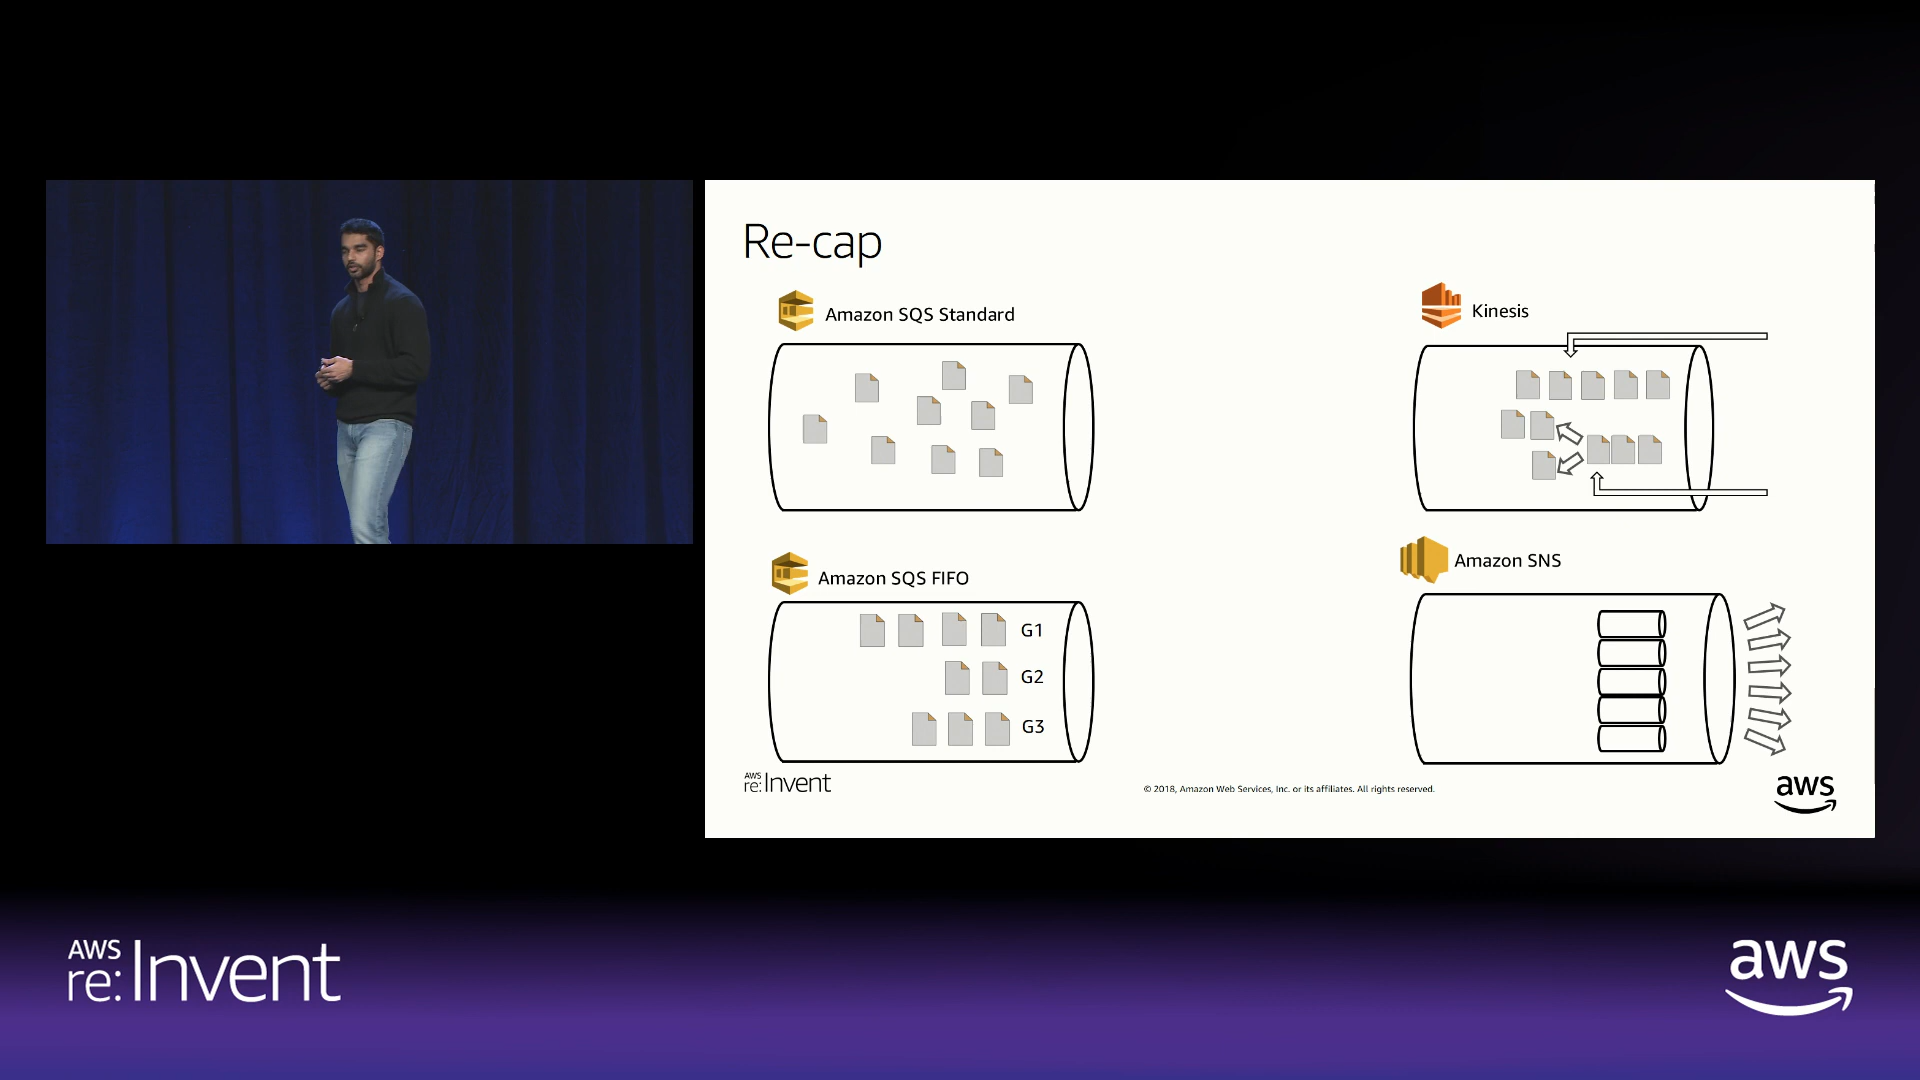 Re-cap
Amazon SQS Standard
Kinesis
Amazon SQS FIFO
G1
G2
G3
Amazon SNS
AWS
re:Invent
© 2018, Amazon Web Services, Inc. or its affiliates. All rights reserved.
aws
AWS
re:Invent
aws